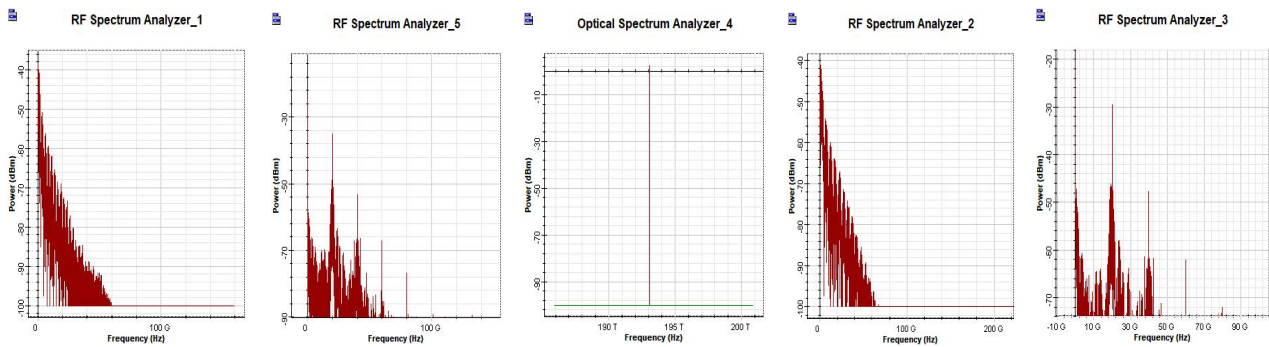 RF Spectrum Analyzer_1
Power (dBm)
-40
-50
-60
-70
-80
-90
-100
0
100 G
Frequency (Hz)
RF Spectrum Analyzer_5
Power (dBm)
-30
-50
-70
-90
0
100 G
Frequency (Hz)
Optical Spectrum Analyzer_4
Power (dBm)
-10
-30
-50
-70
-90
190 T
195 T
200 T
Frequency (Hz)
RF Spectrum Analyzer_2
Power (dBm)
-40
-50
-60
-70
-80
-90
-100
0
100 G
200 G
Frequency (Hz)
RF Spectrum Analyzer_3
Power (dBm)
-20
-30
-40
-50
-60
-70
-10 G
10 G
30 G
50 G
70 G
90 G
Frequency (Hz)